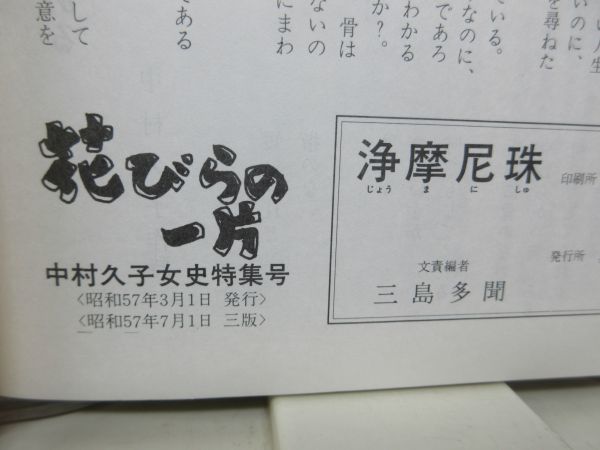 い人生
いのに、
を尋ねた
ている。
なのに、
であろ
わかる
か?。
骨は
ないの
にまわ
である
して
意を
花びらの
一片
中村久子女史特集号
〈昭和57年3月1日 発行〉
〈昭和57年7月1日 三版〉
浄摩尼珠
じょう ま に しゅ
文責編者
三島多聞
印刷所
発行所